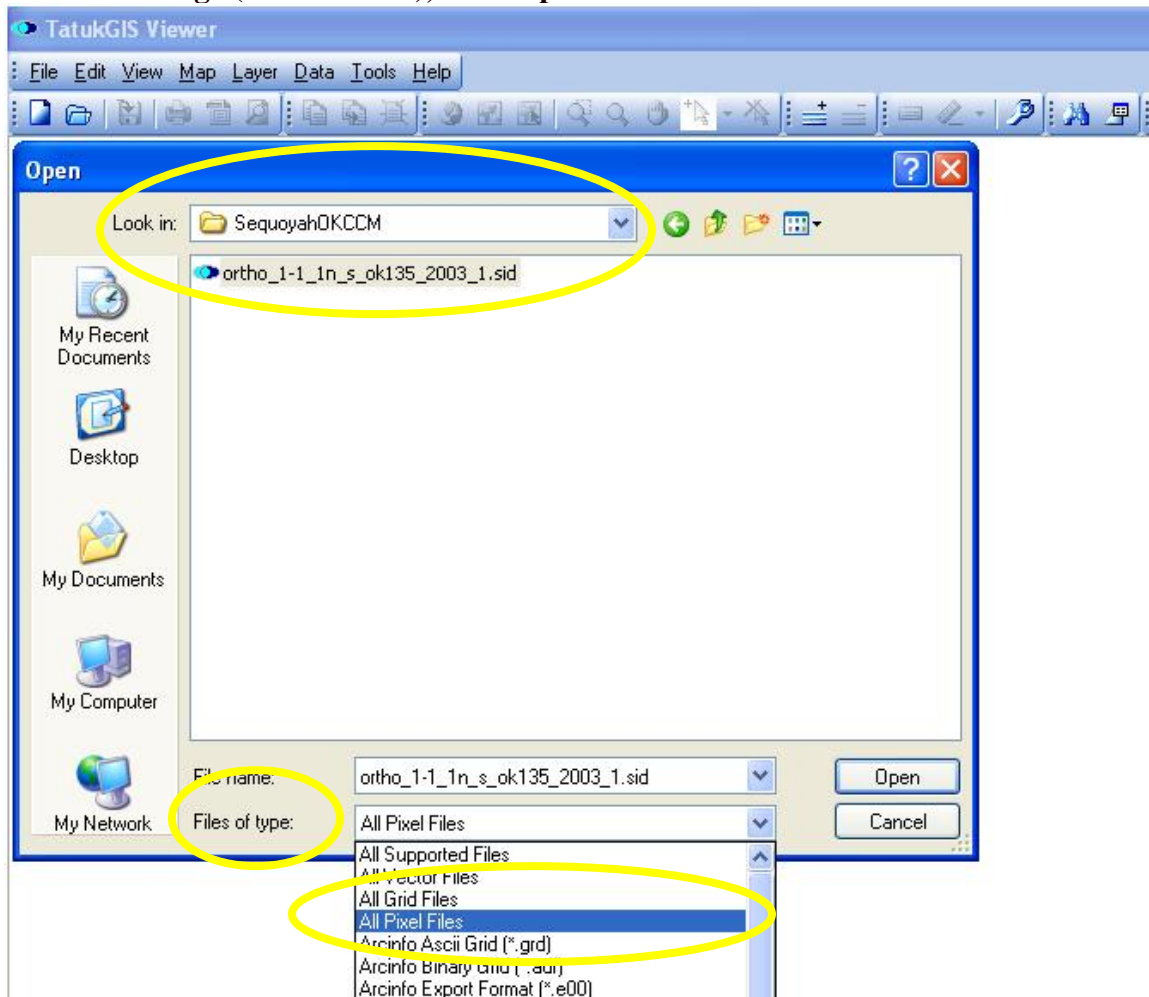 TatukGIS Viewer
File Edit View Map Layer Data Tools Help
Open
Look in: SequoyahOKCCM
ortho_1-1_1n_s_ok135_2003_1.sid
My Recent
Documents
Desktop
My Documents
My Computer
My Network
File name: ortho_1-1_1n_s_ok135_2003_1.sid Open
Files of type: All Pixel Files Cancel
All Supported Files
All Vector Files
All Grid Files
All Pixel Files
Arcinfo Ascii Grid (*.grd)
Arcinfo Binary Grid (*.adf)
Arcinfo Export Format (*.e00)